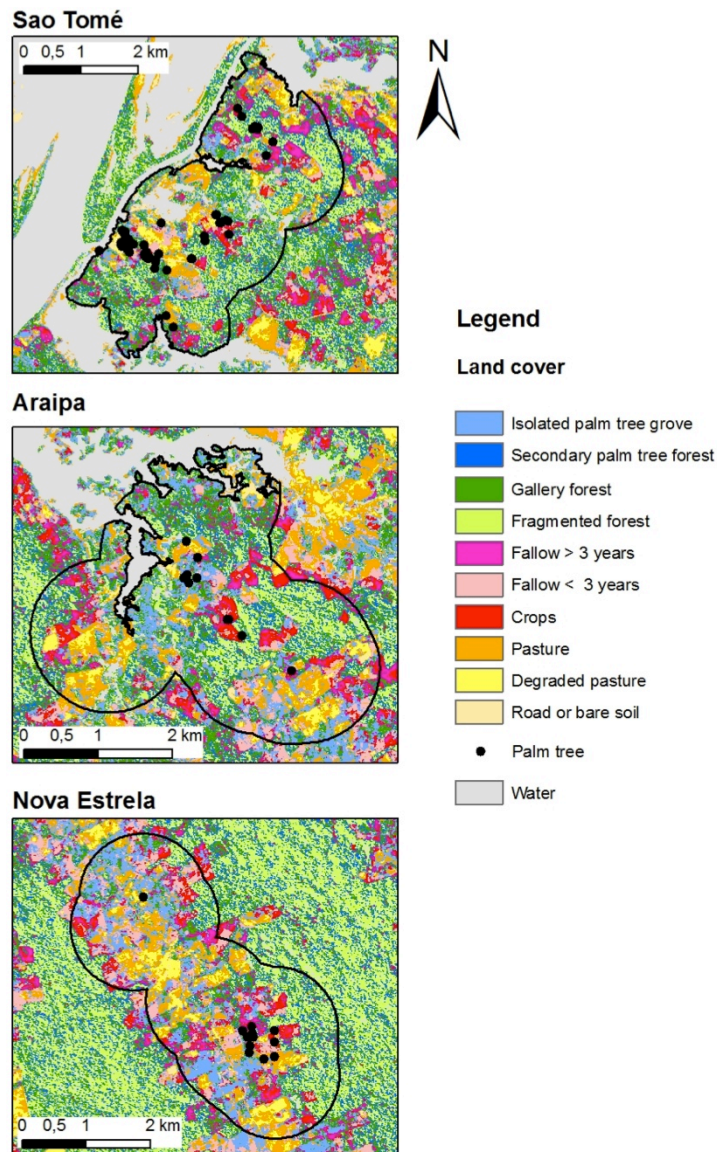 Sao Tomé
0 0,5 1 2 km
N
Araipa
0 0,5 1 2 km
Nova Estrela
0 0,5 1 2 km
Legend
Land cover
Isolated palm tree grove
Secondary palm tree forest
Gallery forest
Fragmented forest
Fallow > 3 years
Fallow < 3 years
Crops
Pasture
Degraded pasture
Road or bare soil
Palm tree
Water